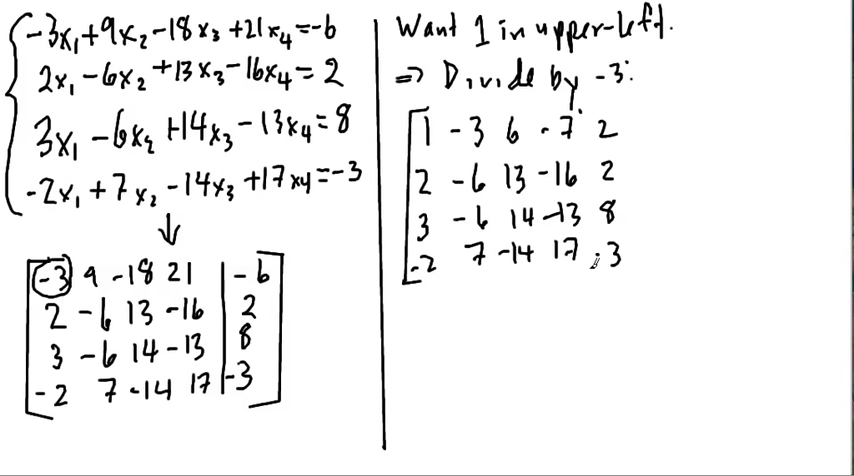 -3x₁+9x₂-18x₃+21x₄=-6
2x₁-6x₂+13x₃-16x₄=2
3x₁-6x₂+14x₃-13x₄=8
-2x₁+7x₂-14x₃+17x₄=-3
↓
-3 9 -18 21 | -6
2 -6 13 -16 | 2
3 -6 14 -13 | 8
-2 7 -14 17 | -3
Want 1 in upper-left.
⇒ Divide by -3:
1 -3 6 -7 2
2 -6 13 -16 2
3 -6 14 -13 8
-2 7 -14 17 -3